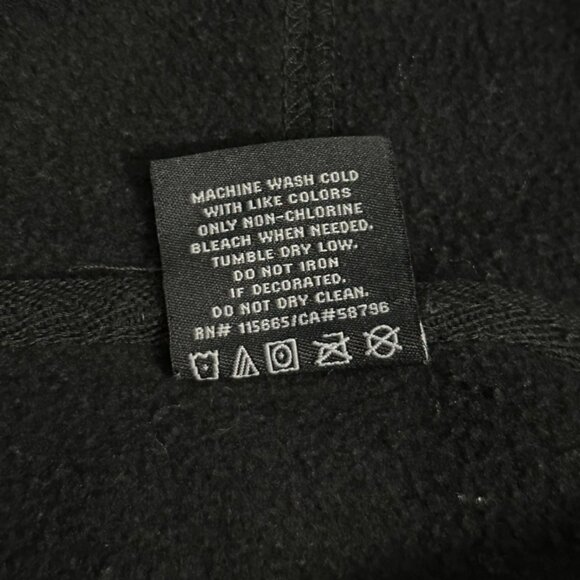 MACHINE WASH COLD
WITH LIKE COLORS
ONLY NON-CHLORINE
BLEACH WHEN NEEDED.
TUMBLE DRY LOW.
DO NOT IRON
IF DECORATED.
DO NOT DRY CLEAN.
RN# 115665/CA#58796